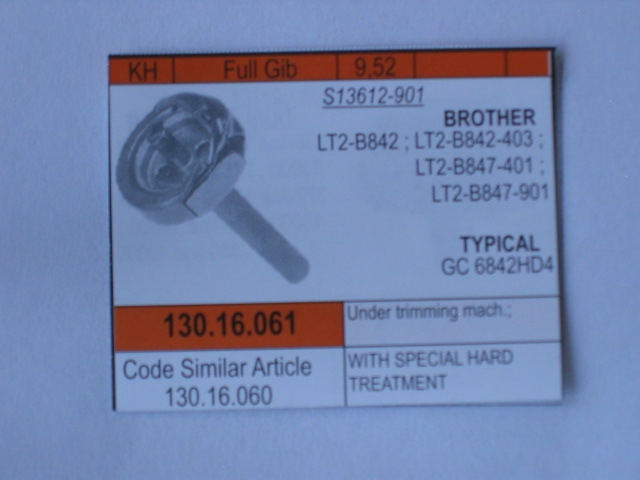 KH Full Gib 9,52
S13612-901
BROTHER
LT2-B842 ; LT2-B842-403 ;
LT2-B847-401 ;
LT2-B847-901
TYPICAL
GC 6842HD4
130.16.061
Under trimming mach.;
Code Similar Article
130.16.060
WITH SPECIAL HARD
TREATMENT